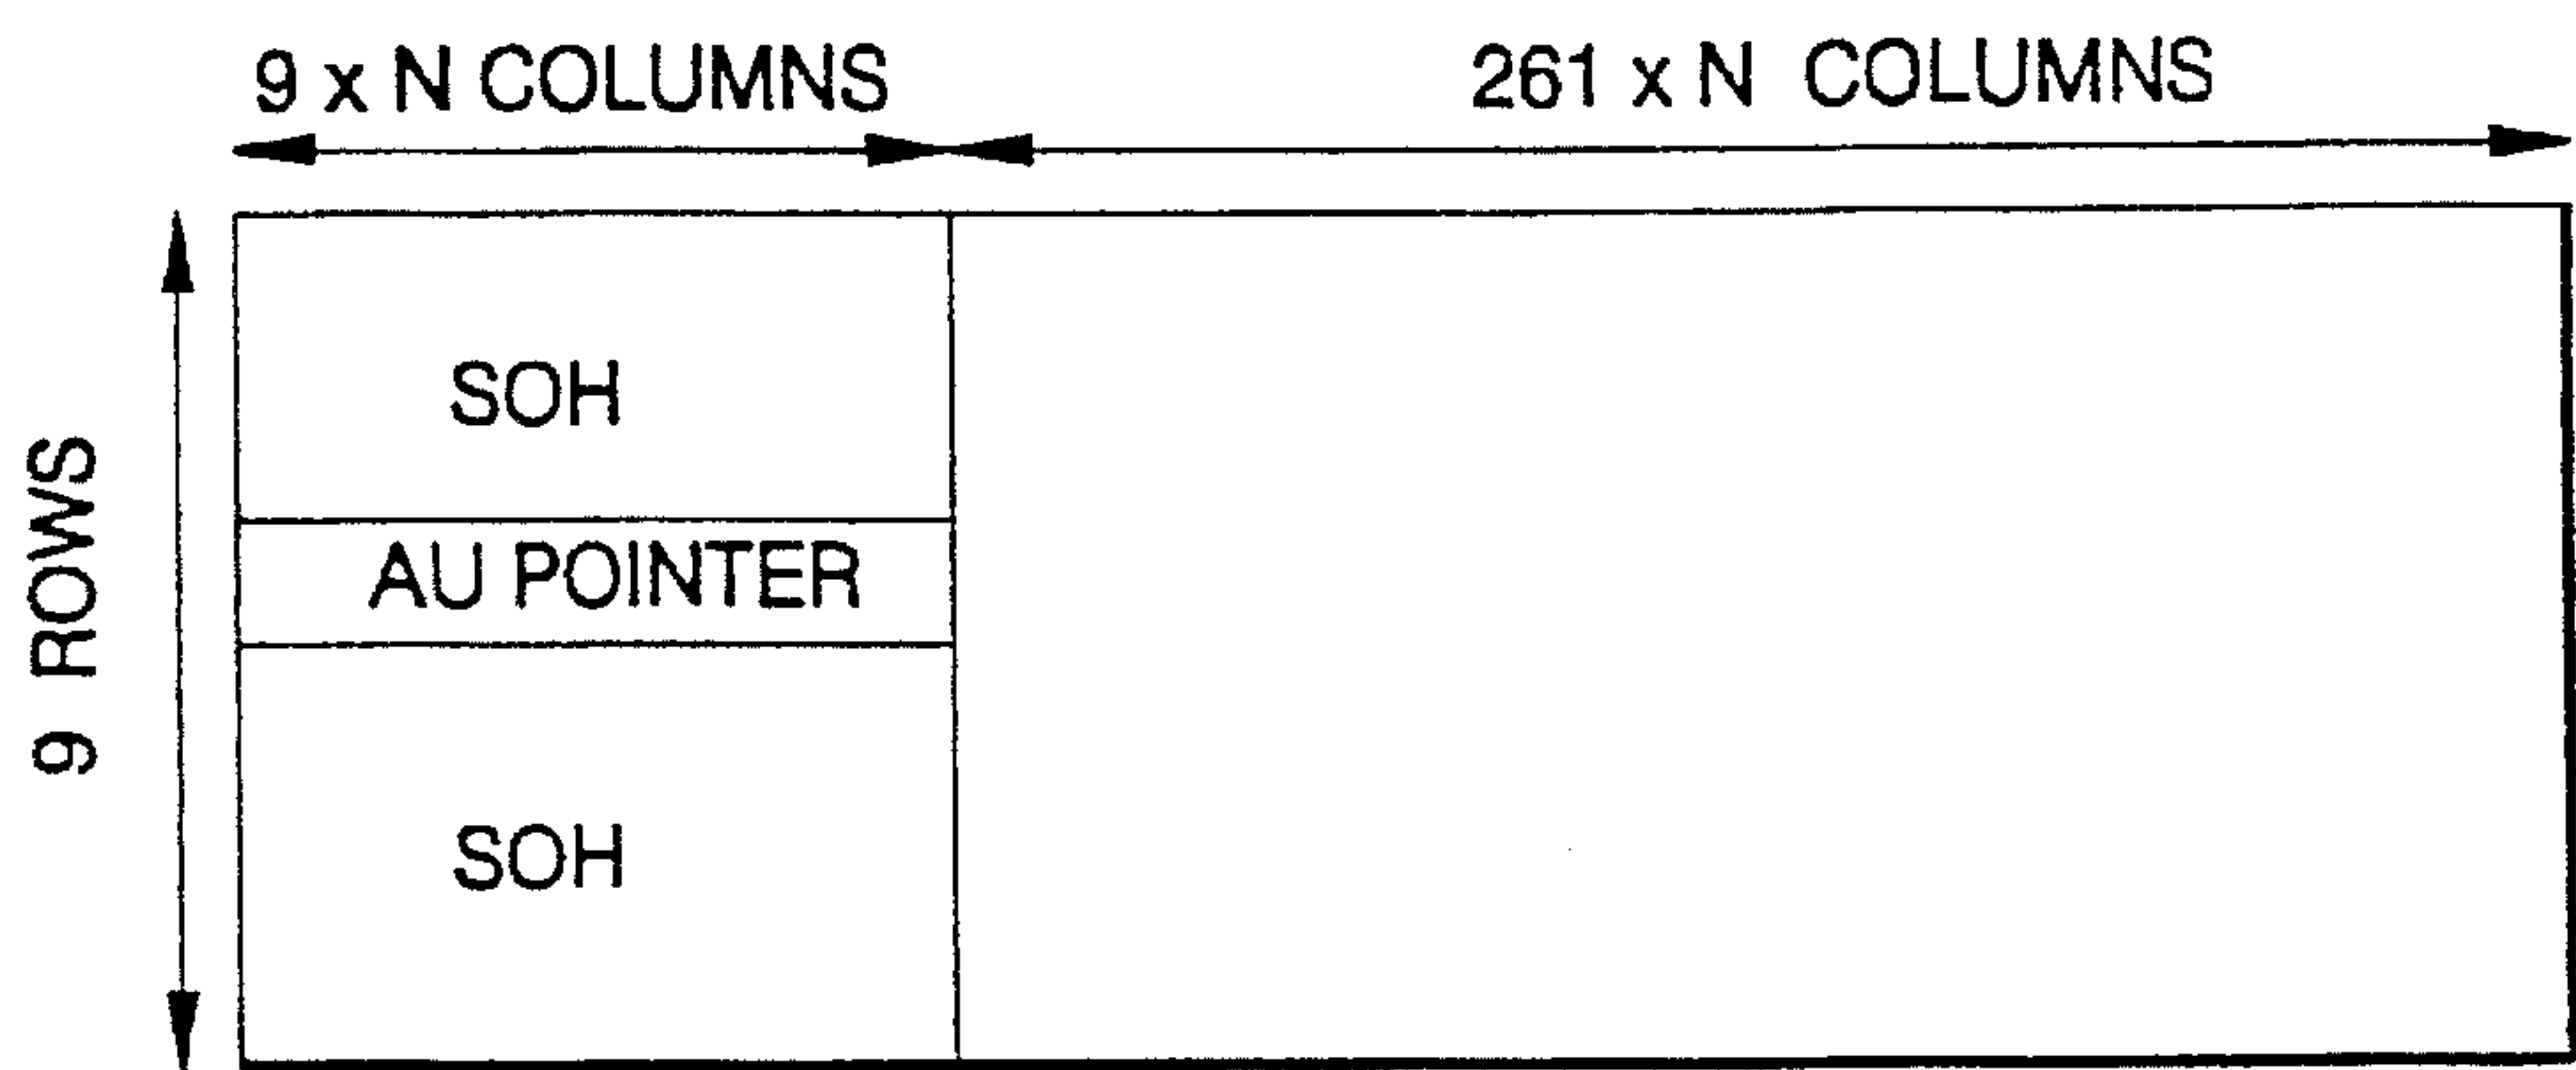 9 x N COLUMNS
261 x N COLUMNS
9 ROWS
SOH
AU POINTER
SOH